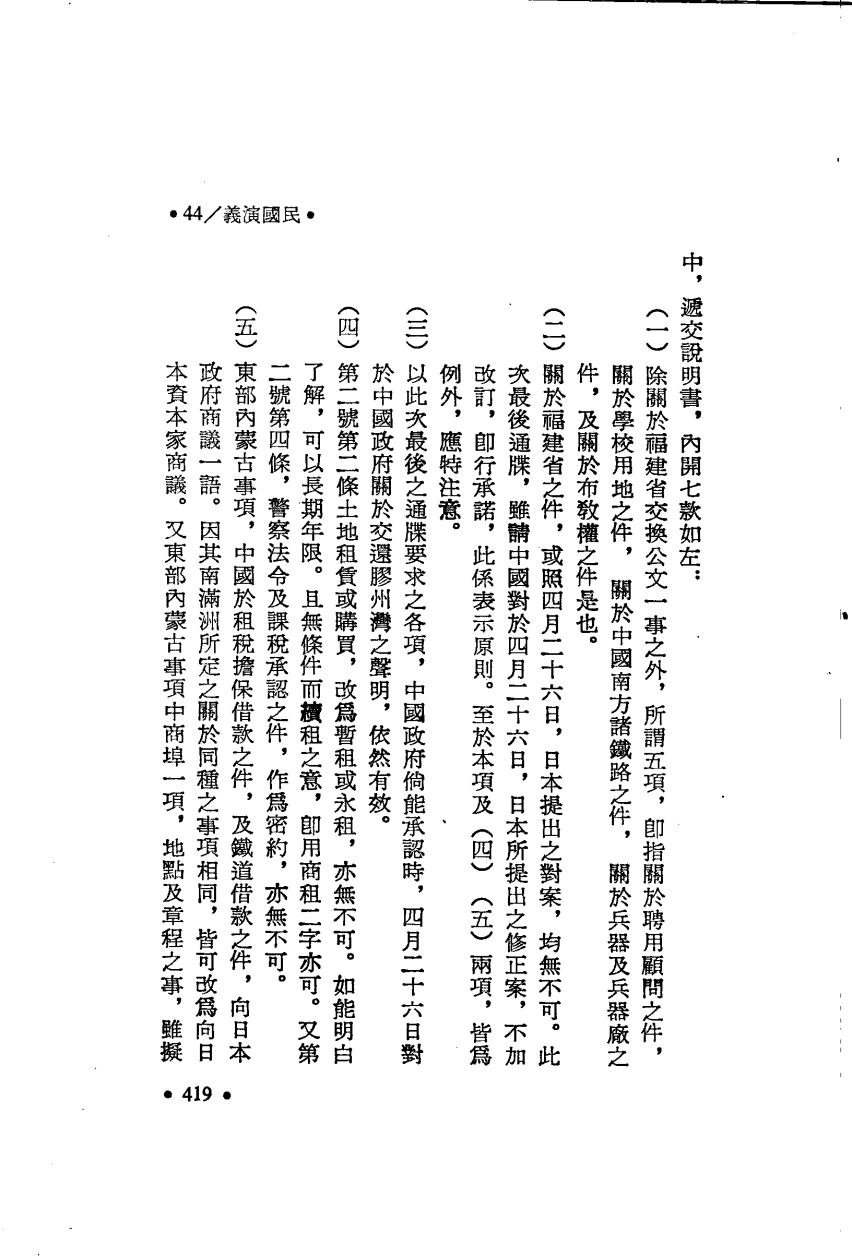 •44／義演國民•
中，遞交說明書，內開七款如左：
（一）除關於福建省交換公文一事之外，所謂五項，卽指關於聘用顧問之件，
關於學校用地之件，關於中國南方諸鐵路之件，關於兵器及兵器廠之
件，及關於布敎權之件是也。
（二）關於福建省之件，或照四月二十六日，日本提出之對案，均無不可。此
次最後通牒，雖請中國對於四月二十六日，日本所提出之修正案，不加
改訂，卽行承諾，此係表示原則。至於本項及（四）（五）兩項，皆爲
例外，應特注意。
（三）以此次最後之通牒要求之各項，中國政府倘能承認時，四月二十六日對
於中國政府關於交還膠州灣之聲明，依然有效。
（四）第二號第二條土地租賃或購買，改爲暫租或永租，亦無不可。如能明白
了解，可以長期年限。且無條件而續租之意，卽用商租二字亦可。又第
二號第四條，警察法令及課稅承認之件，作爲密約，亦無不可。
（五）東部內蒙古事項，中國於租稅擔保借款之件，及鐵道借款之件，向日本
政府商議一語。因其南滿洲所定之關於同種之事項相同，皆可改爲向日
本資本家商議。又東部內蒙古事項中商埠一項，地點及章程之事，雖擬
•419•